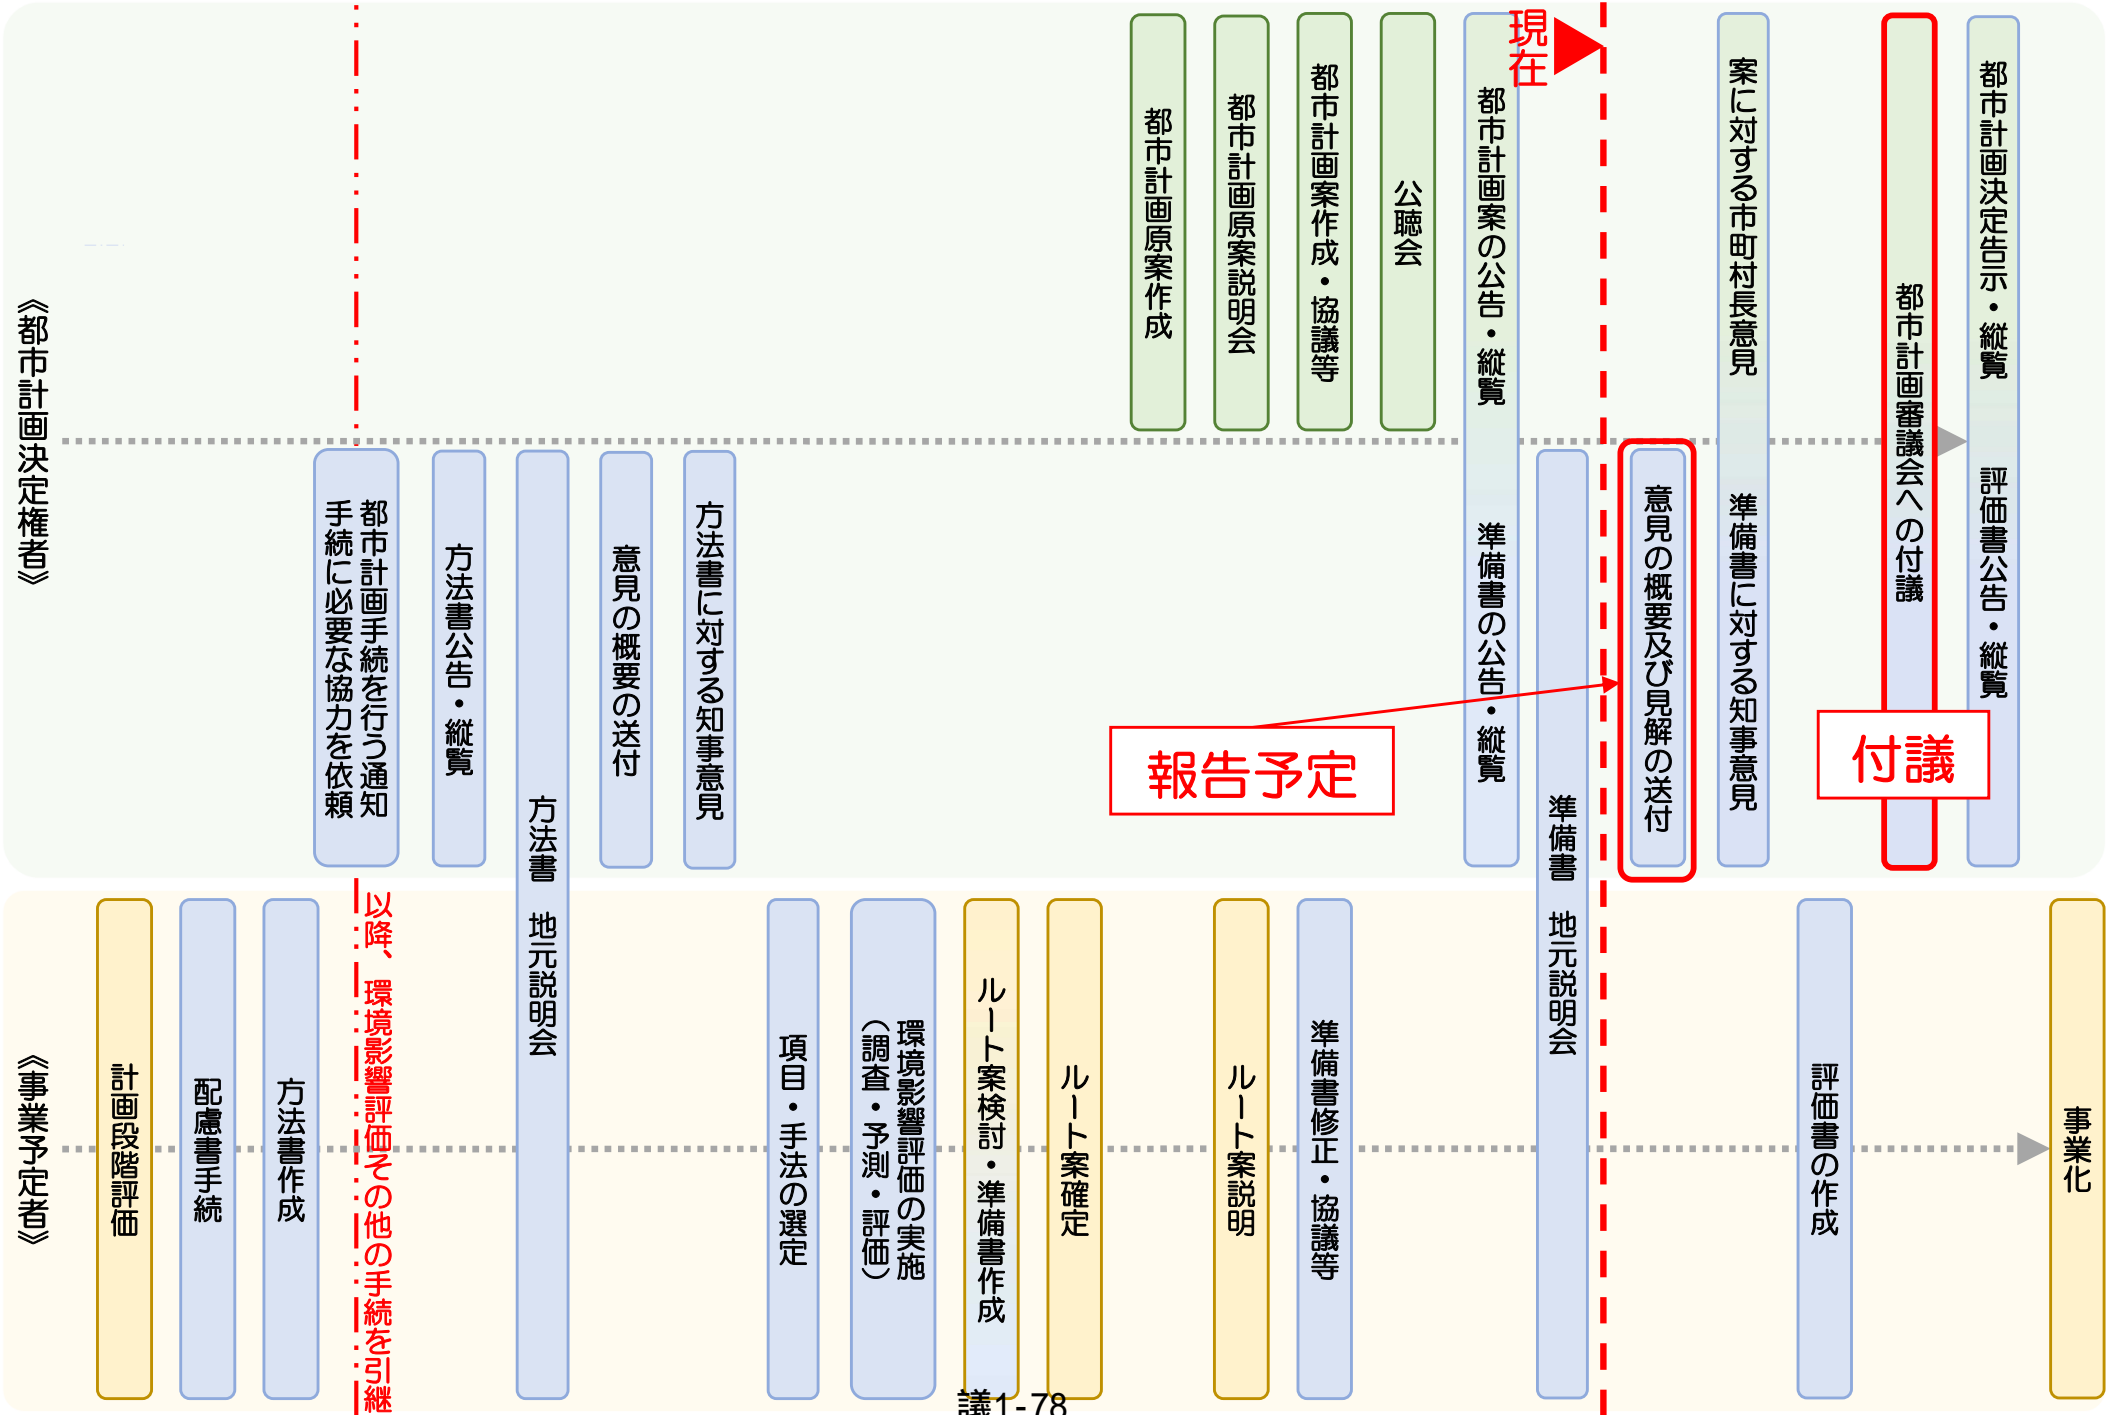 《都市計画決定権者》
都市計画手続を行う通知
手続に必要な協力を依頼
方法書公告・縦覧
方法書　地元説明会
意見の概要の送付
方法書に対する知事意見
都市計画原案作成
都市計画原案説明会
都市計画案作成・協議等
公聴会
都市計画案の公告・縦覧　準備書の公告・縦覧
現在
準備書　地元説明会
意見の概要及び見解の送付
報告予定
案に対する市町村長意見　準備書に対する知事意見
都市計画審議会への付議
付議
都市計画決定告示・縦覧　評価書公告・縦覧
《事業予定者》
計画段階評価
配慮書手続
方法書作成
以降、環境影響評価その他の手続を引継
項目・手法の選定
環境影響評価の実施
（調査・予測・評価）
ルート案検討・準備書作成
ルート案確定
ルート案説明
準備書修正・協議等
評価書の作成
事業化
議1-78